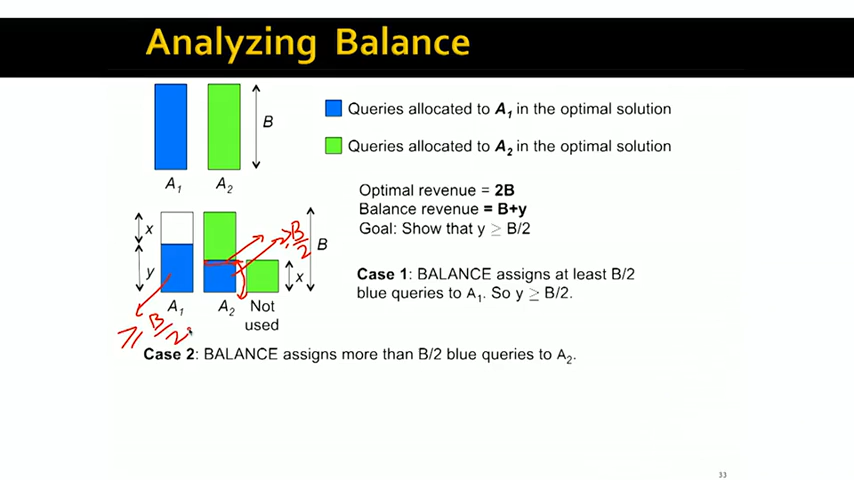 Analyzing Balance
B
A1 A2
Queries allocated to A1 in the optimal solution
Queries allocated to A2 in the optimal solution
Optimal revenue = 2B
Balance revenue = B+y
Goal: Show that y ≥ B/2
x
y
B
x
≥ B/2
A1 A2 Not used
≥ B/2
Case 1: BALANCE assigns at least B/2
blue queries to A1. So y ≥ B/2.
Case 2: BALANCE assigns more than B/2 blue queries to A2.
33